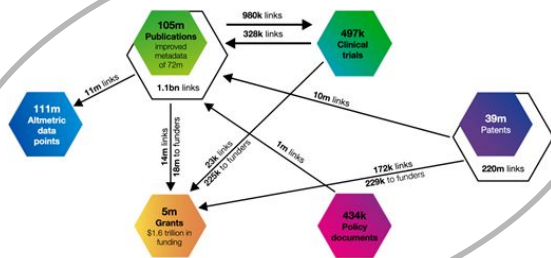 105m
Publications
improved
metadata
of 72m
1.1bn links
980k links
328k links
497k
Clinical
trials
11m links
111m
Altmetric
data
points
10m links
39m
Patents
220m links
14m links
18m to funders
23k links
225k to funders
1m links
172k links
229k to funders
5m
Grants
$1.6 trillion in
funding
434k
Policy
documents